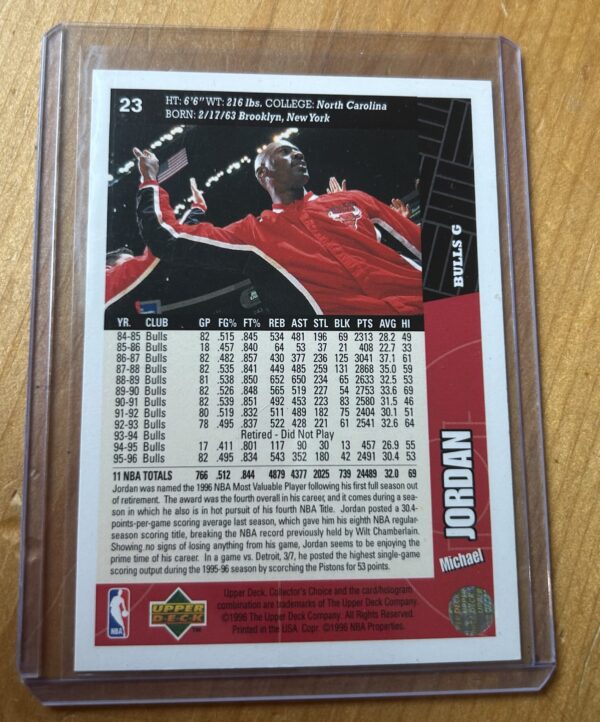 23
HT: 6'6" WT: 216 lbs. COLLEGE: North Carolina
BORN: 2/17/63 Brooklyn, New York
BULLS G
YR. CLUB GP FG% FT% REB AST STL BLK PTS AVG HI
84-85 Bulls 82 .515 .845 534 481 196 69 2313 28.2 49
85-86 Bulls 18 .457 .840 64 53 37 21 408 22.7 33
86-87 Bulls 82 .482 .857 430 377 236 125 3041 37.1 61
87-88 Bulls 82 .535 .841 449 485 259 131 2868 35.0 59
88-89 Bulls 81 .538 .850 652 650 234 65 2633 32.5 53
89-90 Bulls 82 .526 .848 565 519 227 54 2753 33.6 69
90-91 Bulls 82 .539 .851 492 453 223 83 2580 31.5 46
91-92 Bulls 80 .519 .832 511 489 182 75 2404 30.1 51
92-93 Bulls 78 .495 .837 522 428 221 61 2541 32.6 64
93-94 Bulls Retired - Did Not Play
94-95 Bulls 17 .411 .801 117 90 30 13 457 26.9 55
95-96 Bulls 82 .495 .834 543 352 180 42 2491 30.4 53
11 NBA TOTALS 766 .512 .844 4879 4377 2025 739 24489 32.0 69
Jordan was named the 1996 NBA Most Valuable Player following his first full season out
of retirement. The award was the fourth overall in his career, and it comes during a sea-
son in which he also is in hot pursuit of his fourth NBA Title. Jordan posted a 30.4-
points-per-game scoring average last season, which gave him his eighth NBA regular-
season scoring title, breaking the NBA record previously held by Wilt Chamberlain.
Showing no signs of losing anything from his game, Jordan seems to be enjoying the
prime time of his career. In a game vs. Detroit, 3/7, he posted the highest single-game
scoring output during the 1995-96 season by scorching the Pistons for 53 points.
JORDAN
Michael
NBA
UPPER
DECK
TM
Upper Deck, Collector's Choice and the card/hologram
combination are trademarks of The Upper Deck Company.
©1996 The Upper Deck Company. All Rights Reserved.
Printed in the USA. Copr. ©1996 NBA Properties.